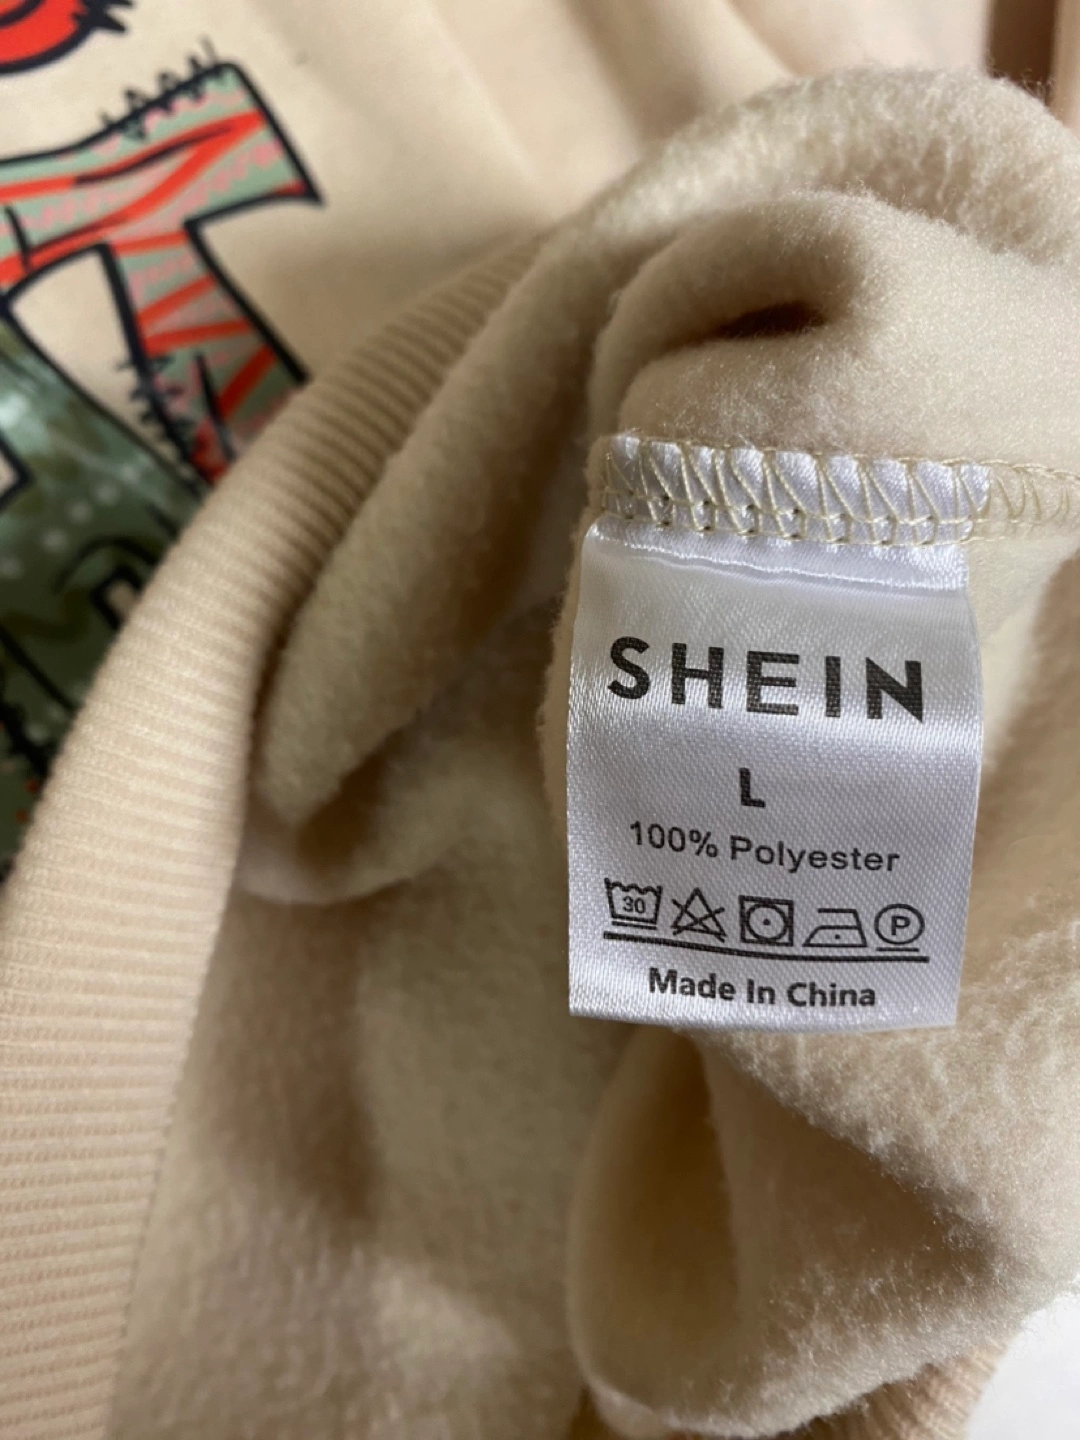 SHEIN
L
100% Polyester
30 P
Made In China